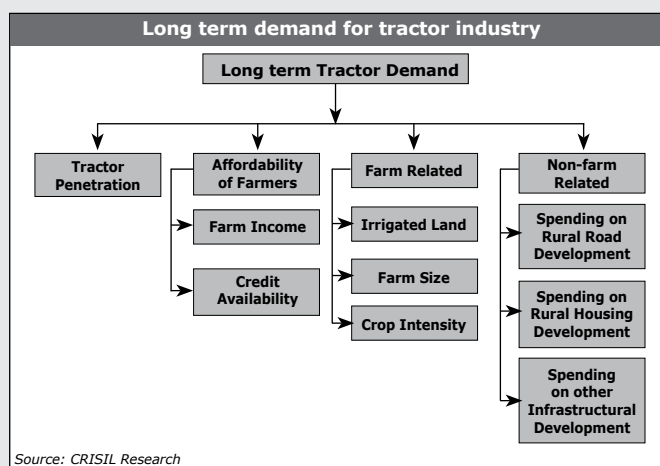 Long term demand for tractor industry
Long term Tractor Demand
Tractor
Penetration
Affordability
of Farmers
Farm Income
Credit
Availability
Farm Related
Irrigated Land
Farm Size
Crop Intensity
Non-farm
Related
Spending on
Rural Road
Development
Spending on
Rural Housing
Development
Spending
on other
Infrastructural
Development
Source: CRISIL Research